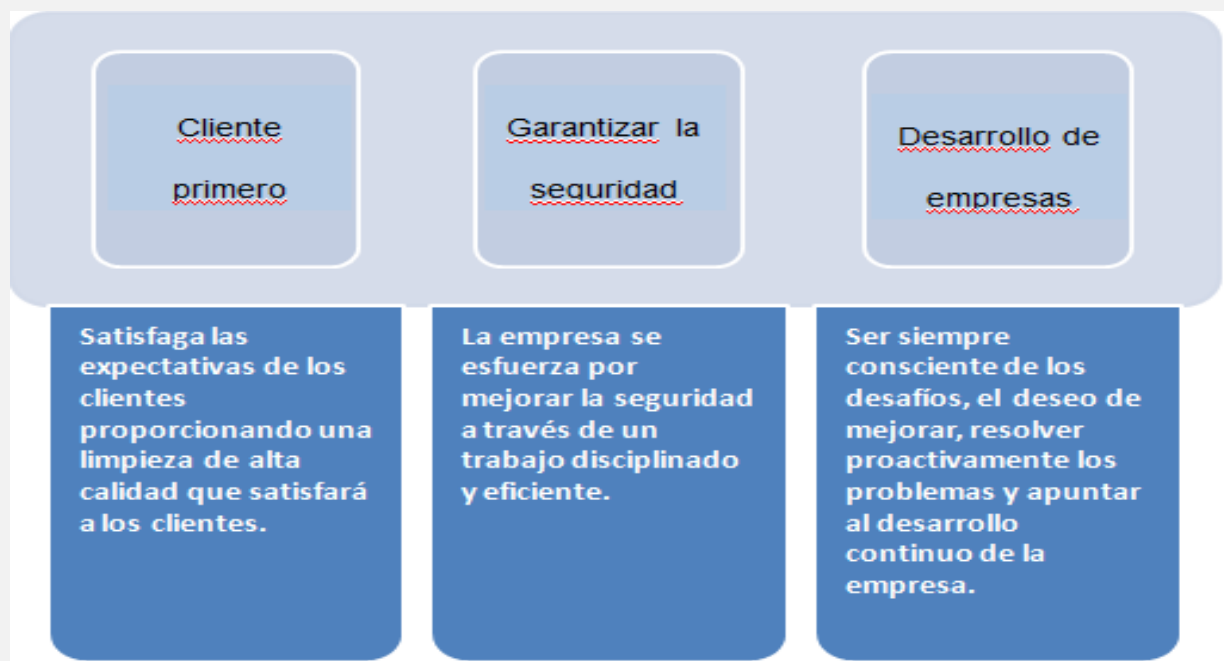 Cliente
primero
Garantizar la
seguridad
Desarrollo de
empresas
Satisfaga las
expectativas de los
clientes
proporcionando una
limpieza de alta
calidad que satisfará
a los clientes.
La empresa se
esfuerza por
mejorar la seguridad
a través de un
trabajo disciplinado
y eficiente.
Ser siempre
consciente de los
desafíos, el deseo de
mejorar, resolver
proactivamente los
problemas y apuntar
al desarrollo
continuo de la
empresa.